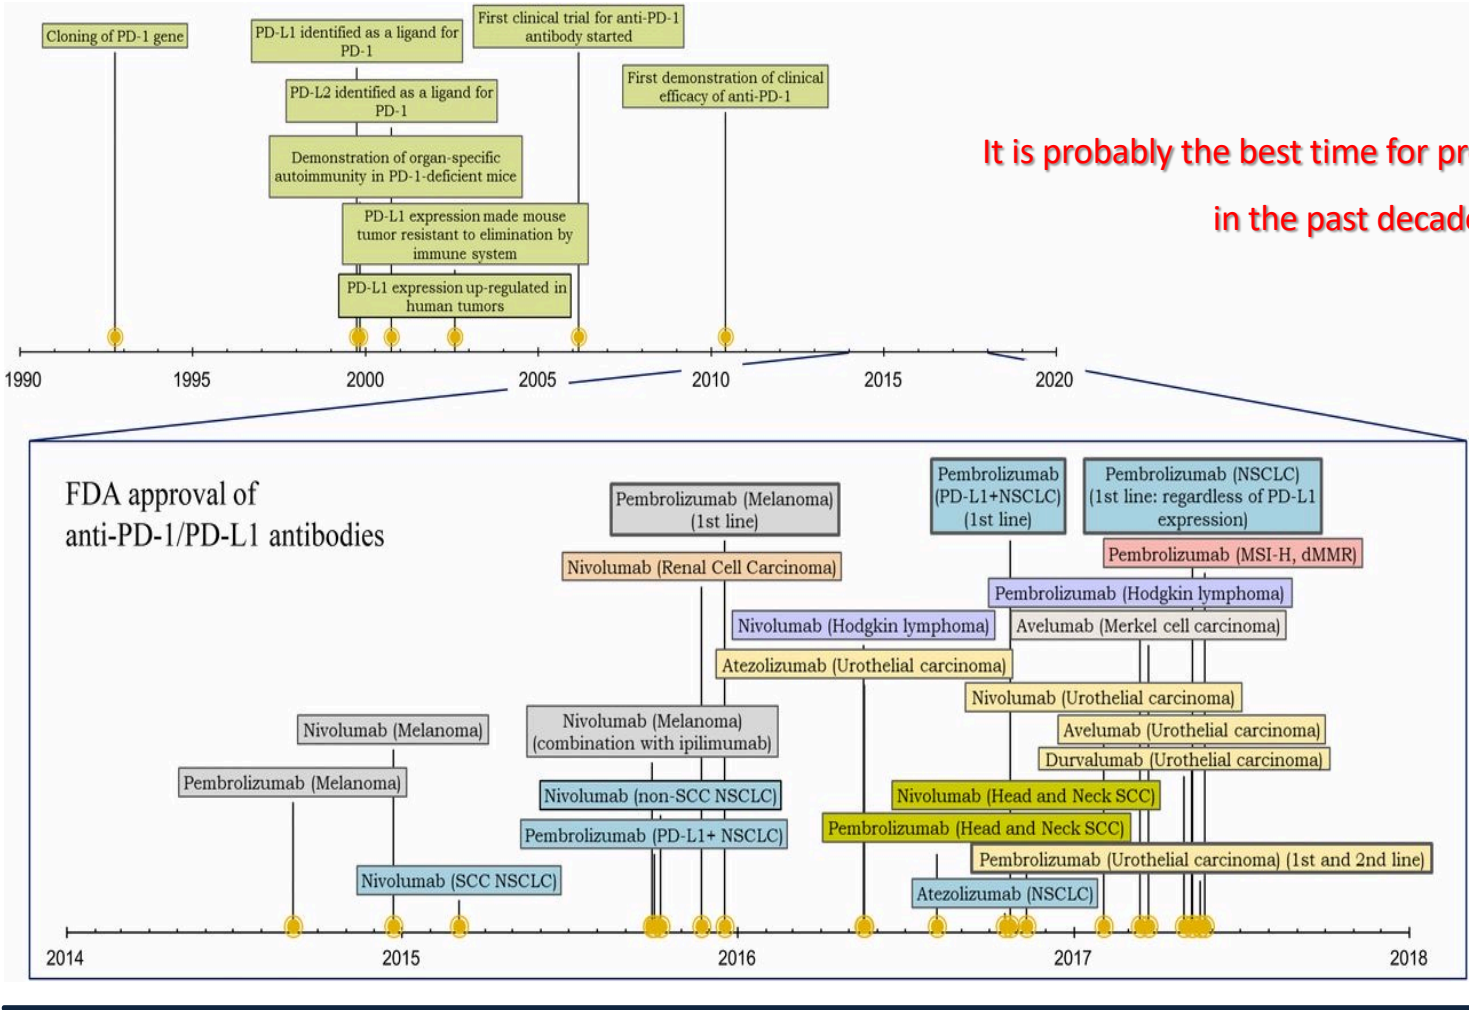 Cloning of PD-1 gene
PD-L1 identified as a ligand for
PD-1
First clinical trial for anti-PD-1
antibody started
PD-L2 identified as a ligand for
PD-1
First demonstration of clinical
efficacy of anti-PD-1
Demonstration of organ-specific
autoimmunity in PD-1-deficient mice
PD-L1 expression made mouse
tumor resistant to elimination by
immune system
PD-L1 expression up-regulated in
human tumors
It is probably the best time for
in the past
1990 1995 2000 2005 2010 2015 2020
FDA approval of
anti-PD-1/PD-L1 antibodies
Pembrolizumab (Melanoma)
(1st line)
Pembrolizumab
(PD-L1+NSCLC)
(1st line)
Pembrolizumab (NSCLC)
(1st line: regardless of PD-L1
expression)
Pembrolizumab (MSI-H, dMMR)
Nivolumab (Renal Cell Carcinoma)
Pembrolizumab (Hodgkin lymphoma)
Nivolumab (Hodgkin lymphoma)
Avelumab (Merkel cell carcinoma)
Atezolizumab (Urothelial carcinoma)
Nivolumab (Urothelial carcinoma)
Nivolumab (Melanoma)
Nivolumab (Melanoma)
(combination with ipilimumab)
Avelumab (Urothelial carcinoma)
Durvalumab (Urothelial carcinoma)
Pembrolizumab (Melanoma)
Nivolumab (non-SCC NSCLC)
Nivolumab (Head and Neck SCC)
Pembrolizumab (PD-L1+ NSCLC)
Pembrolizumab (Head and Neck SCC)
Pembrolizumab (Urothelial carcinoma) (1st and 2nd line)
Nivolumab (SCC NSCLC)
Atezolizumab (NSCLC)
2014 2015 2016 2017 2018